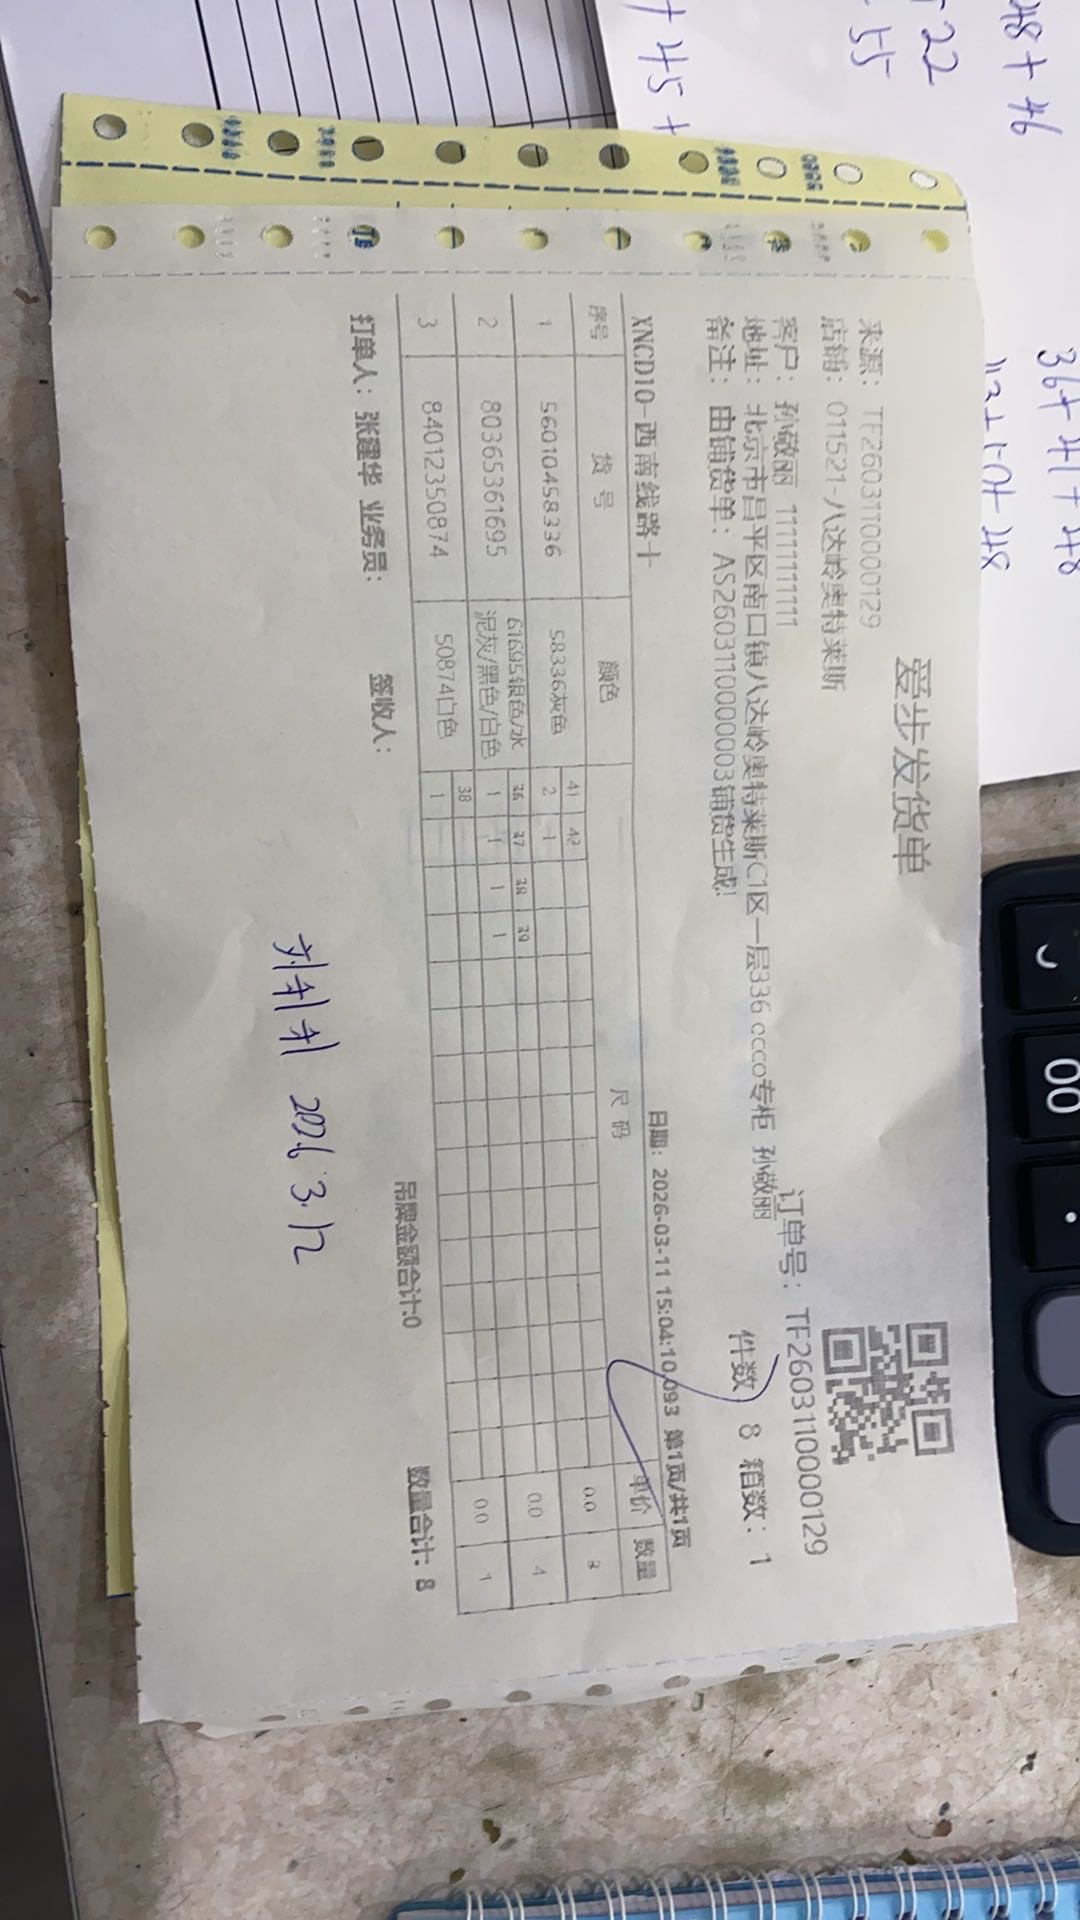 爱步发货单
来源：TF2603110000129
店铺：011521-八达岭奥特莱斯
订单号：TF2603110000129
客户：孙敬丽 11111111111
地址：北京市昌平区南口镇八达岭奥特莱斯C1区一层336 ecco专柜 孙敬丽
件数 8 箱数：1
备注：由铺货单：AS2603110000003铺货生成!
XNCD10-西南线路十
日期：2026-03-11 15:04:10.093 第1页/共1页
序号 货号 颜色 尺码 单价 数量
41 42
1 56010458336 58336灰色 2 1 0.0 3
36 37 38 39
2 80365361695 61695银色/水泥灰/黑色/白色 1 1 1 1 0.0 4
38
3 84012350874 50874白色 1 0.0 1
打单人：张建华 业务员： 签收人： 吊牌金额合计:0 数量合计: 8
2026.3.12
48+46
+22
55
+45+
36+41+48
+50+48
00